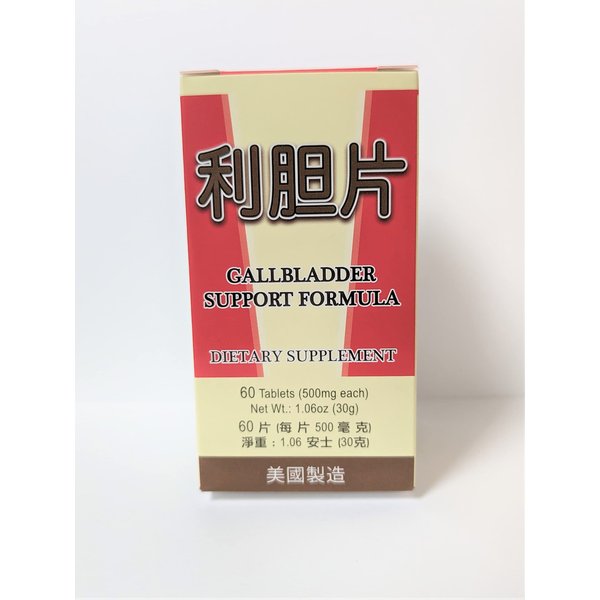 利胆片
GALLBLADDER
SUPPORT FORMULA
DIETARY SUPPLEMENT
60 Tablets (500mg each)
Net Wt.: 1.06oz (30g)
60 片 (每 片 500 毫 克)
淨重：1.06 安士 (30克)
美國製造